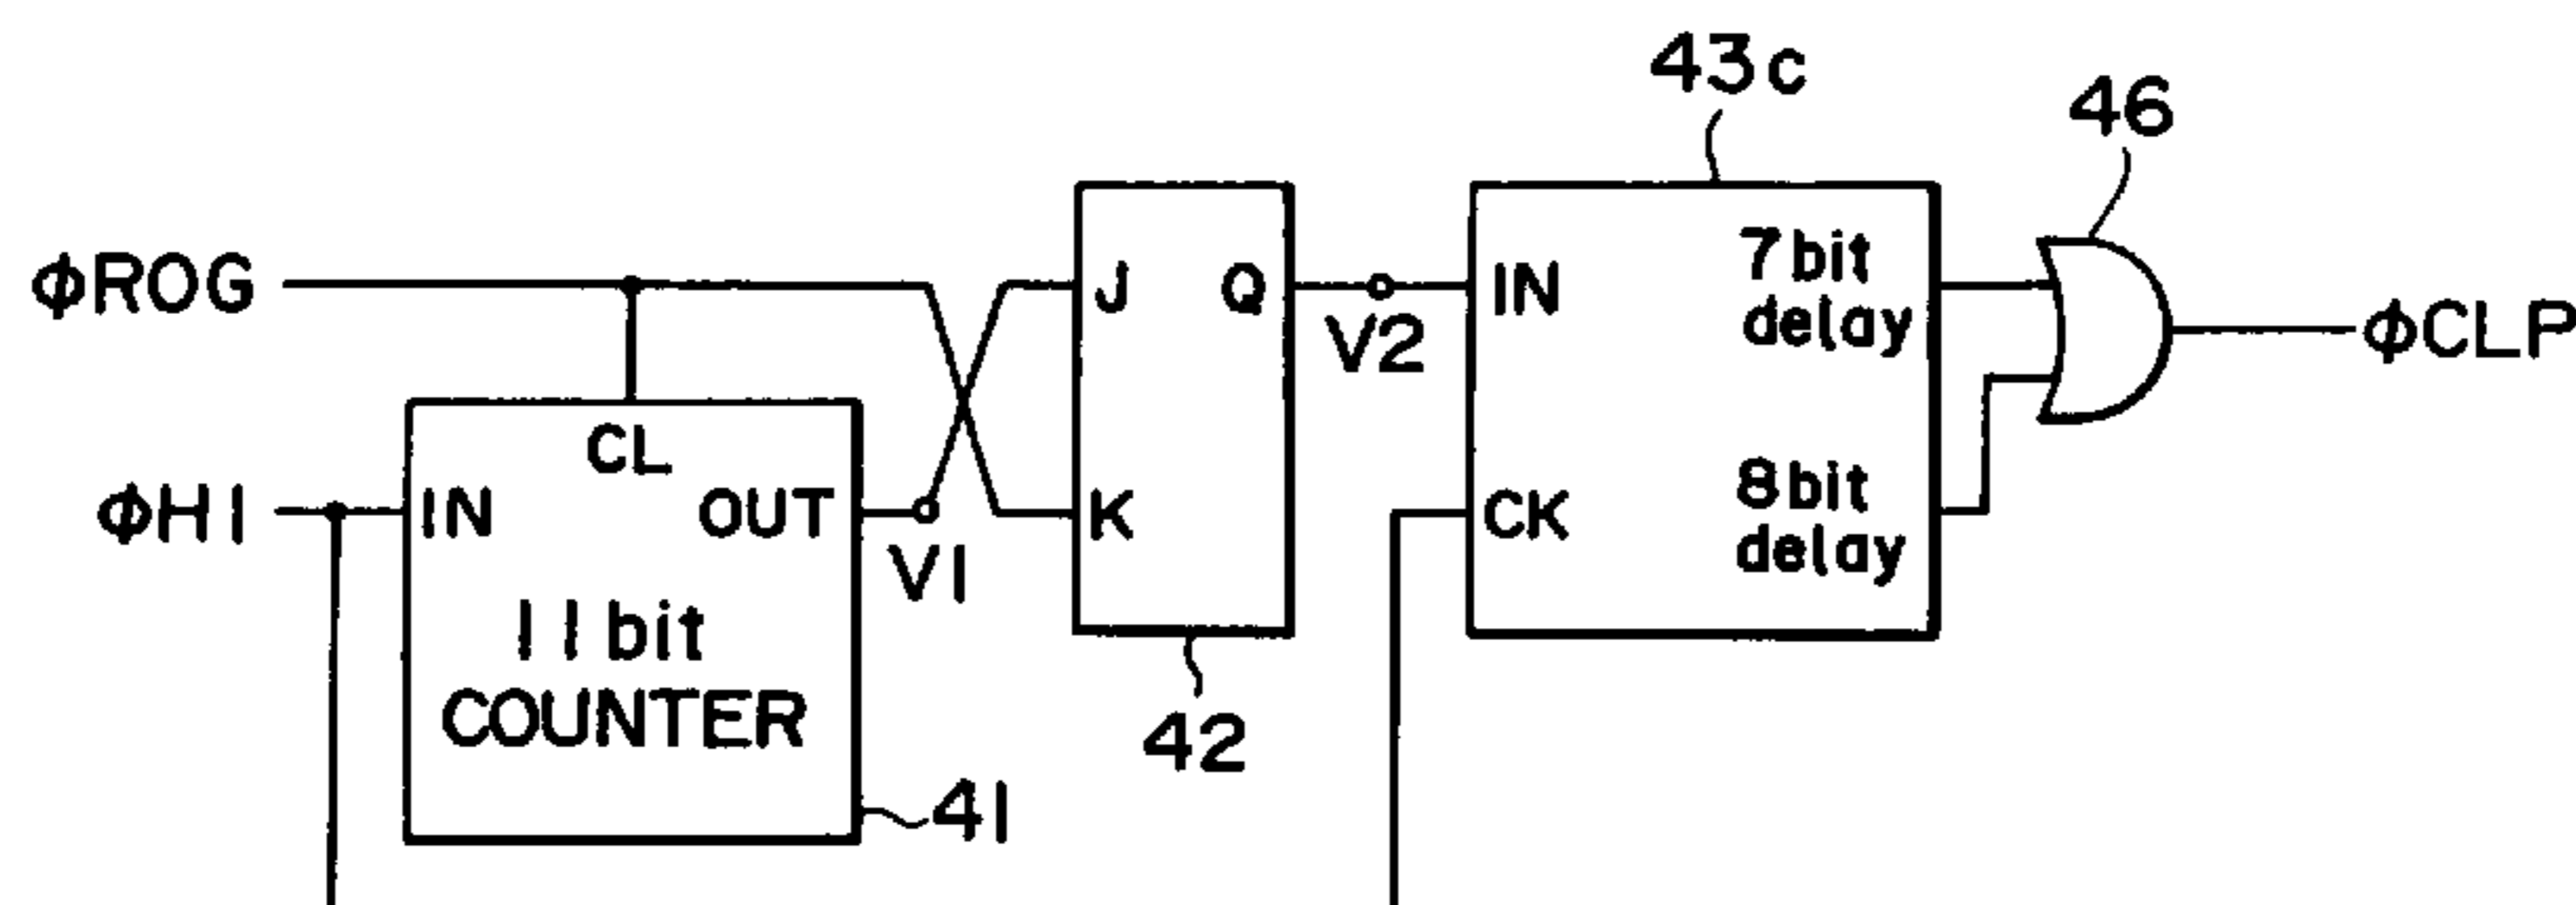 43c
46
ϕROG
J
Q
IN
7bit
delay
ϕCLP
V2
CL
ϕH1
IN
OUT
K
CK
8bit
delay
V1
11bit
COUNTER
42
41